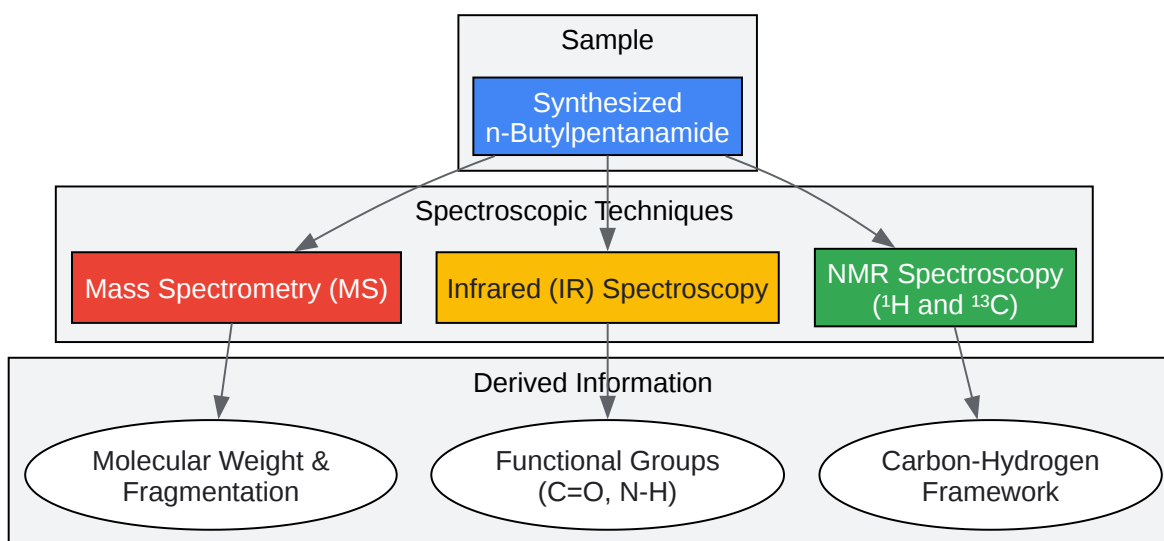 Sample
Synthesized
n-Butylpentanamide
Spectroscopic Techniques
Mass Spectrometry (MS)
Infrared (IR) Spectroscopy
NMR Spectroscopy
(¹H and ¹³C)
Derived Information
Molecular Weight &
Fragmentation
Functional Groups
(C=O, N-H)
Carbon-Hydrogen
Framework